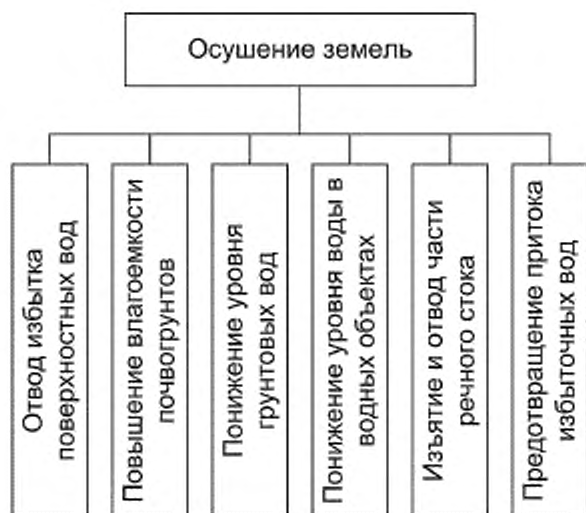 Осушение земель
Отвод избытка
поверхностных вод
Повышение влагоемкости
почвогрунтов
Понижение уровня
грунтовых вод
Понижение уровня воды в
водных объектах
Изъятие и отвод части
речного стока
Предотвращение притока
избыточных вод